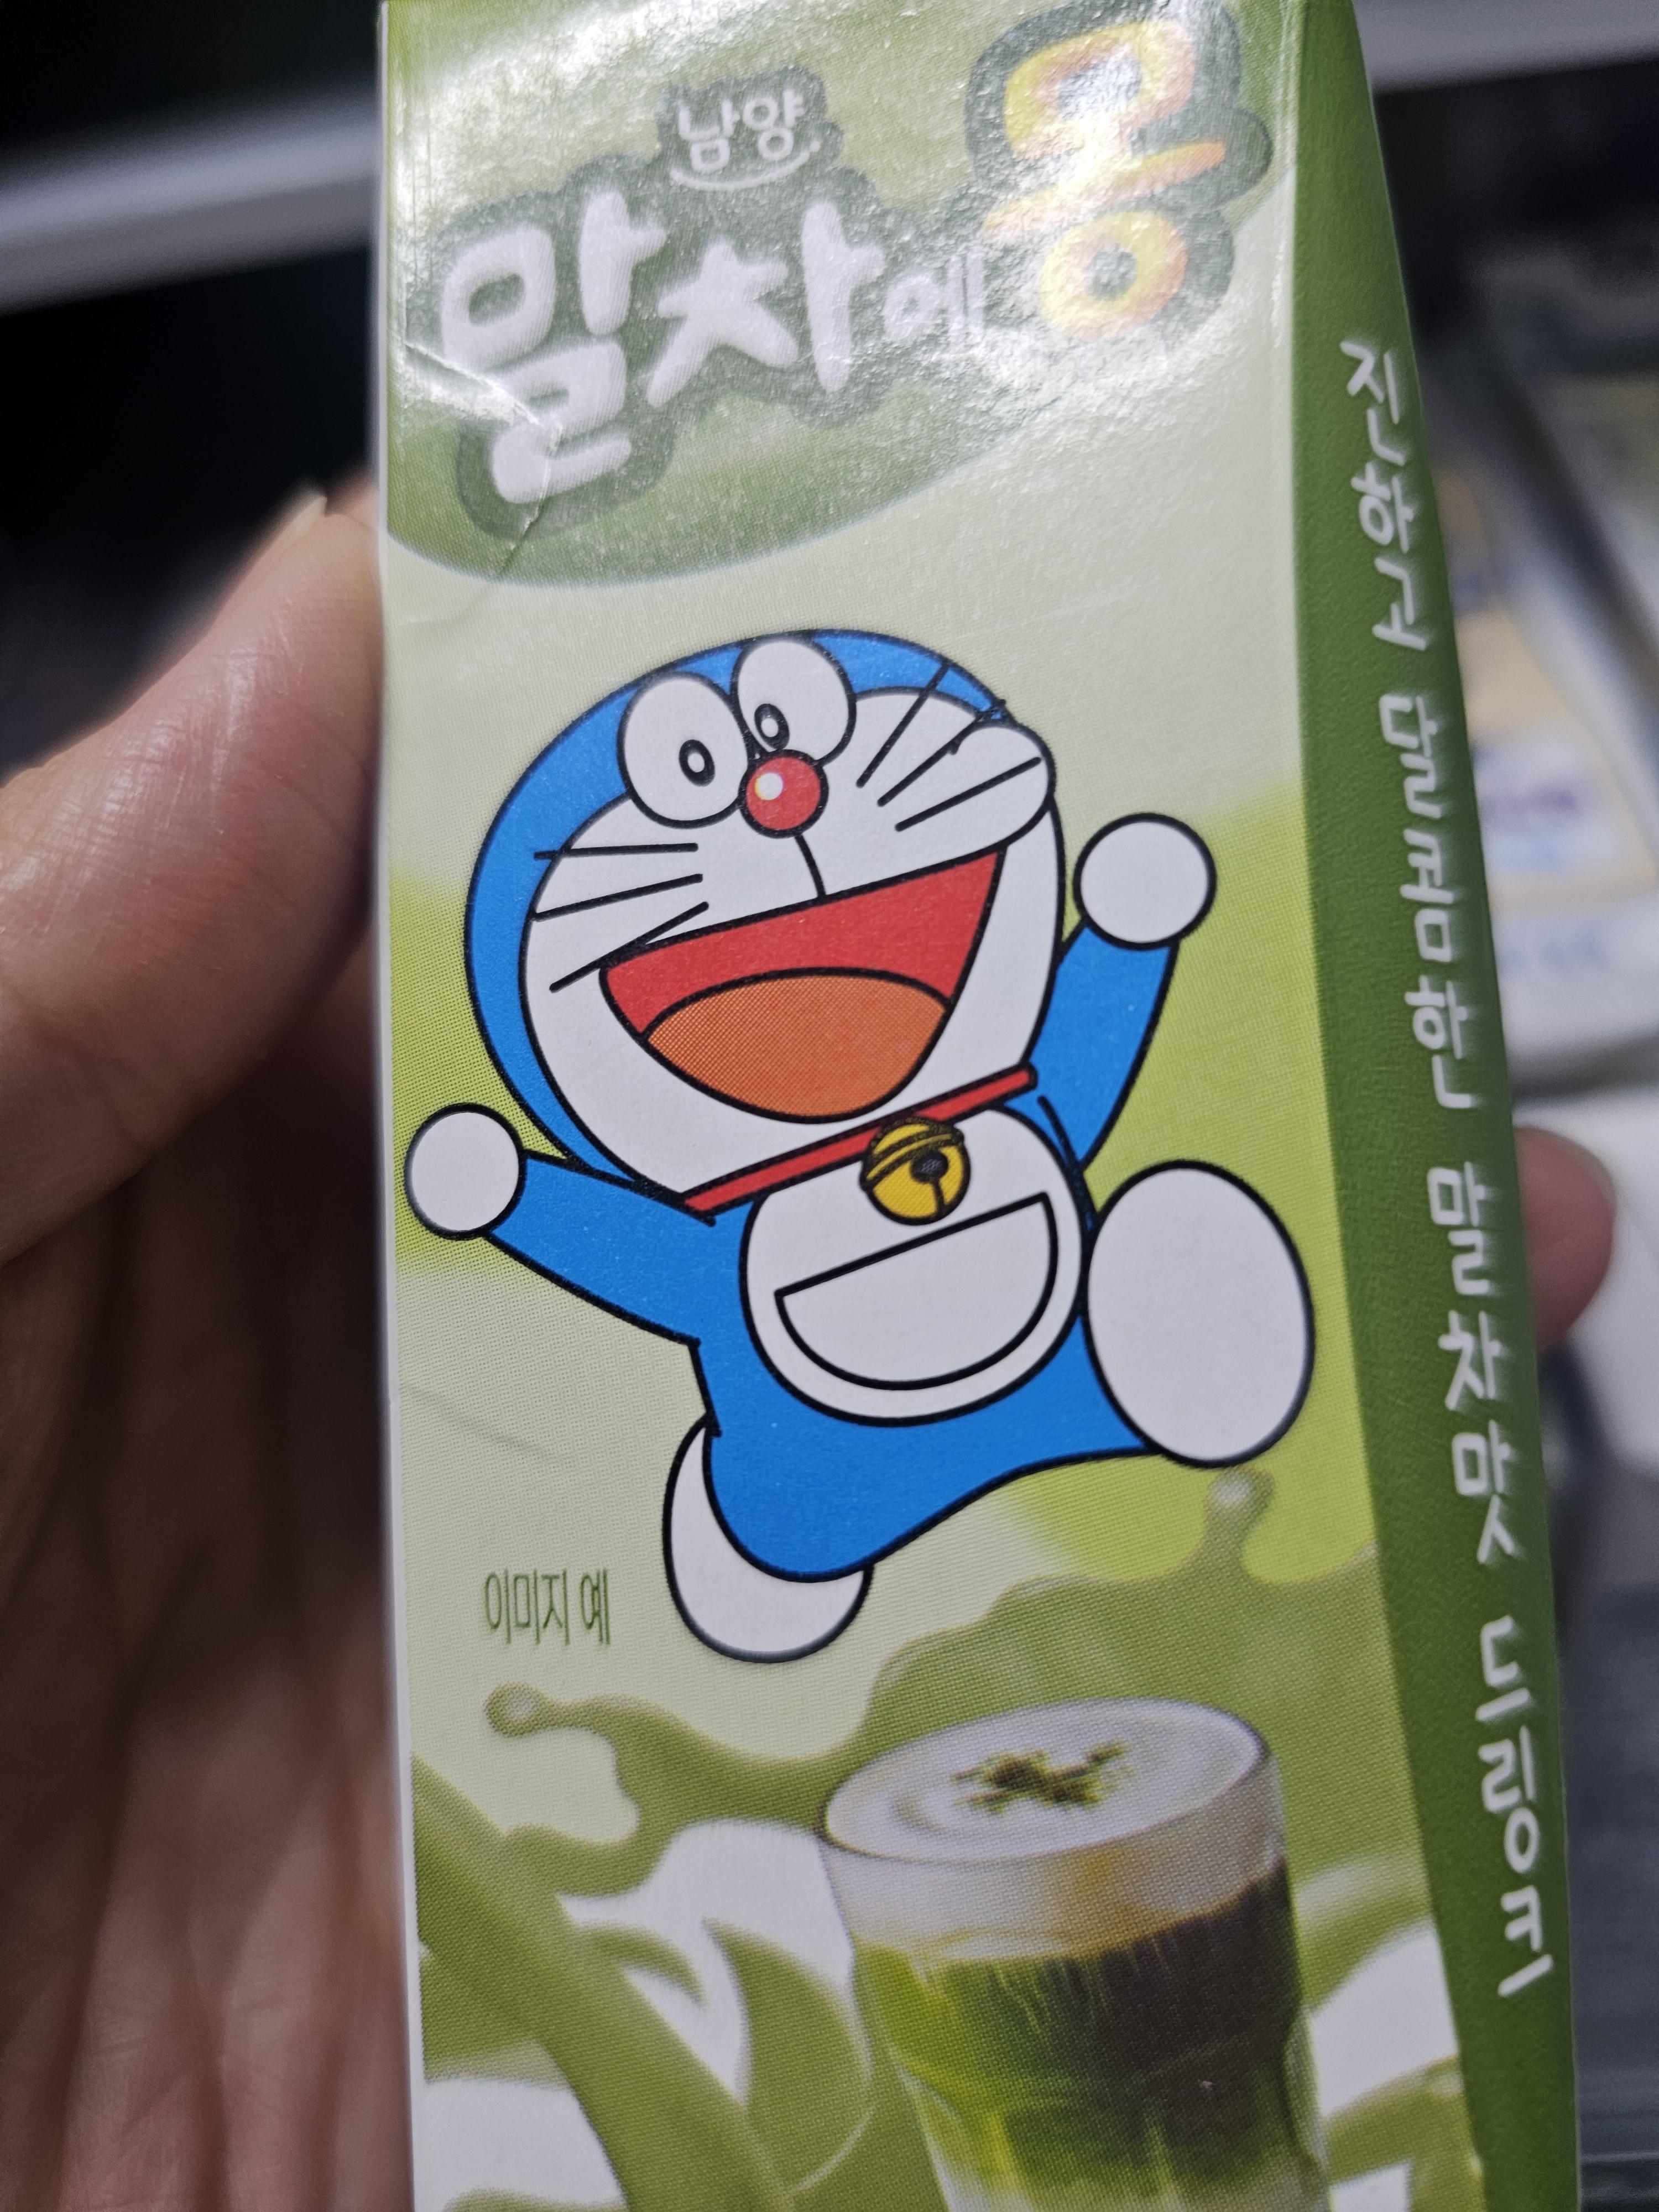 남양
말차에몽
진하고 달콤한 말차맛 드링크
이미지 예